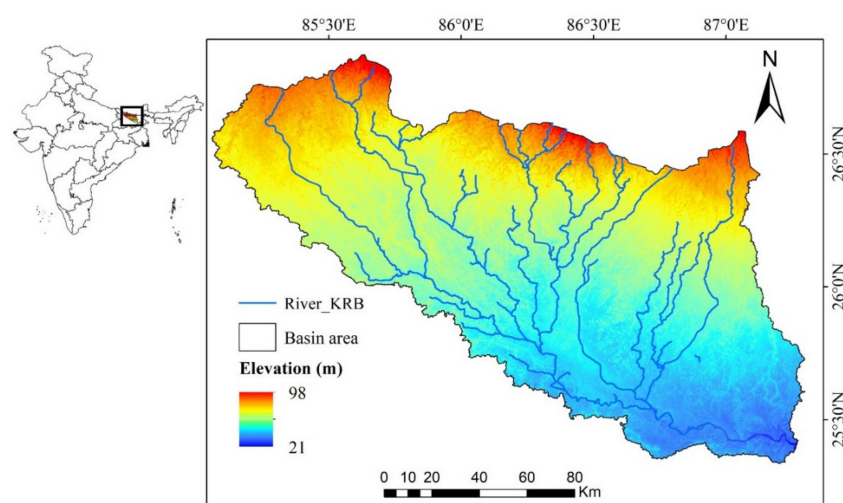 85°30'E 86°0'E 86°30'E 87°0'E
N
26°30'N
26°0'N
25°30'N
River_KRB
Basin area
Elevation (m)
98
21
0 10 20 40 60 80
Km